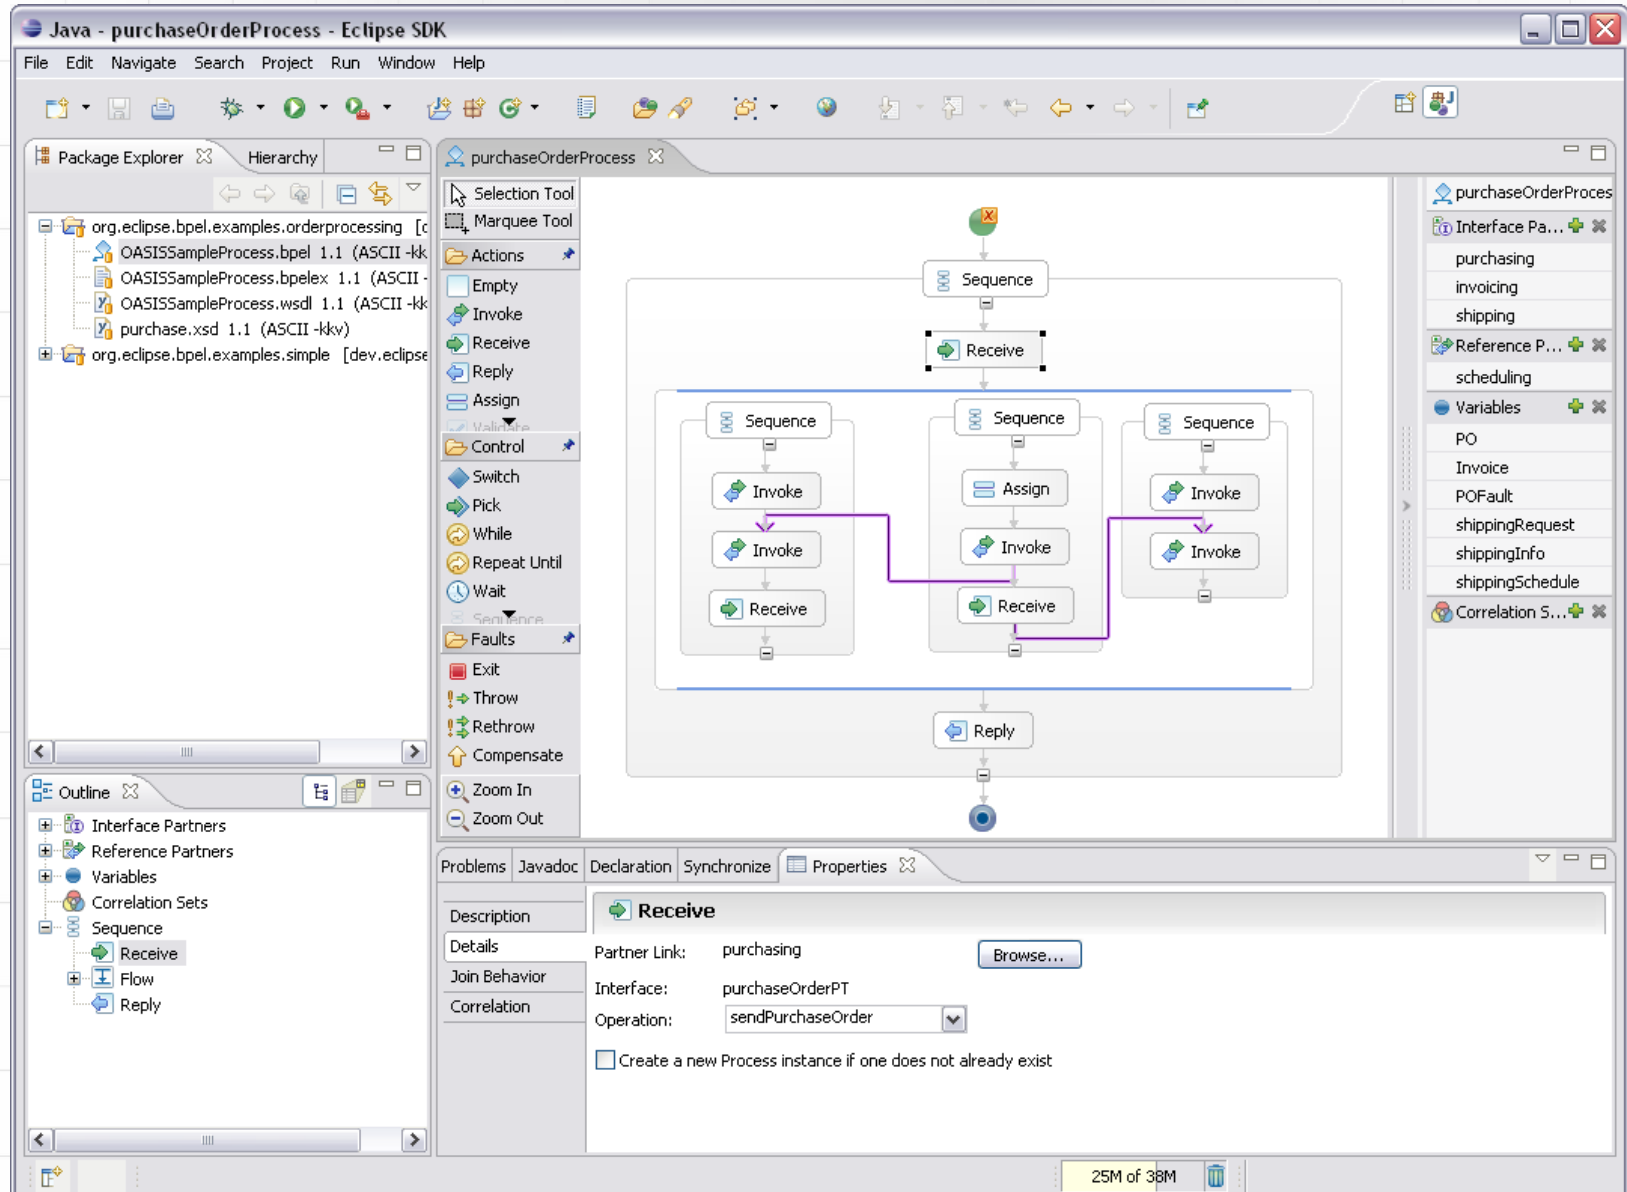 Java - purchaseOrderProcess - Eclipse SDK
File Edit Navigate Search Project Run Window Help
Package Explorer Hierarchy
org.eclipse.bpel.examples.orderprocessing [d
OASISSampleProcess.bpel 1.1 (ASCII -kk
OASISSampleProcess.bpelex 1.1 (ASCII -
OASISSampleProcess.wsdl 1.1 (ASCII -kk
purchase.xsd 1.1 (ASCII -kkv)
org.eclipse.bpel.examples.simple [dev.eclipse
Outline
Interface Partners
Reference Partners
Variables
Correlation Sets
Sequence
Receive
Flow
Reply
purchaseOrderProcess
Selection Tool
Marquee Tool
Actions
Empty
Invoke
Receive
Reply
Assign
Validate
Control
Switch
Pick
While
Repeat Until
Wait
Sequence
Faults
Exit
Throw
Rethrow
Compensate
Zoom In
Zoom Out
Sequence
Receive
Sequence
Invoke
Invoke
Receive
Sequence
Assign
Invoke
Receive
Sequence
Invoke
Invoke
Reply
purchaseOrderProces
Interface Pa...
purchasing
invoicing
shipping
Reference P...
scheduling
Variables
PO
Invoice
POFault
shippingRequest
shippingInfo
shippingSchedule
Correlation S...
Problems Javadoc Declaration Synchronize Properties
Description
Details
Join Behavior
Correlation
Receive
Partner Link: purchasing Browse...
Interface: purchaseOrderPT
Operation: sendPurchaseOrder
Create a new Process instance if one does not already exist
25M of 38M